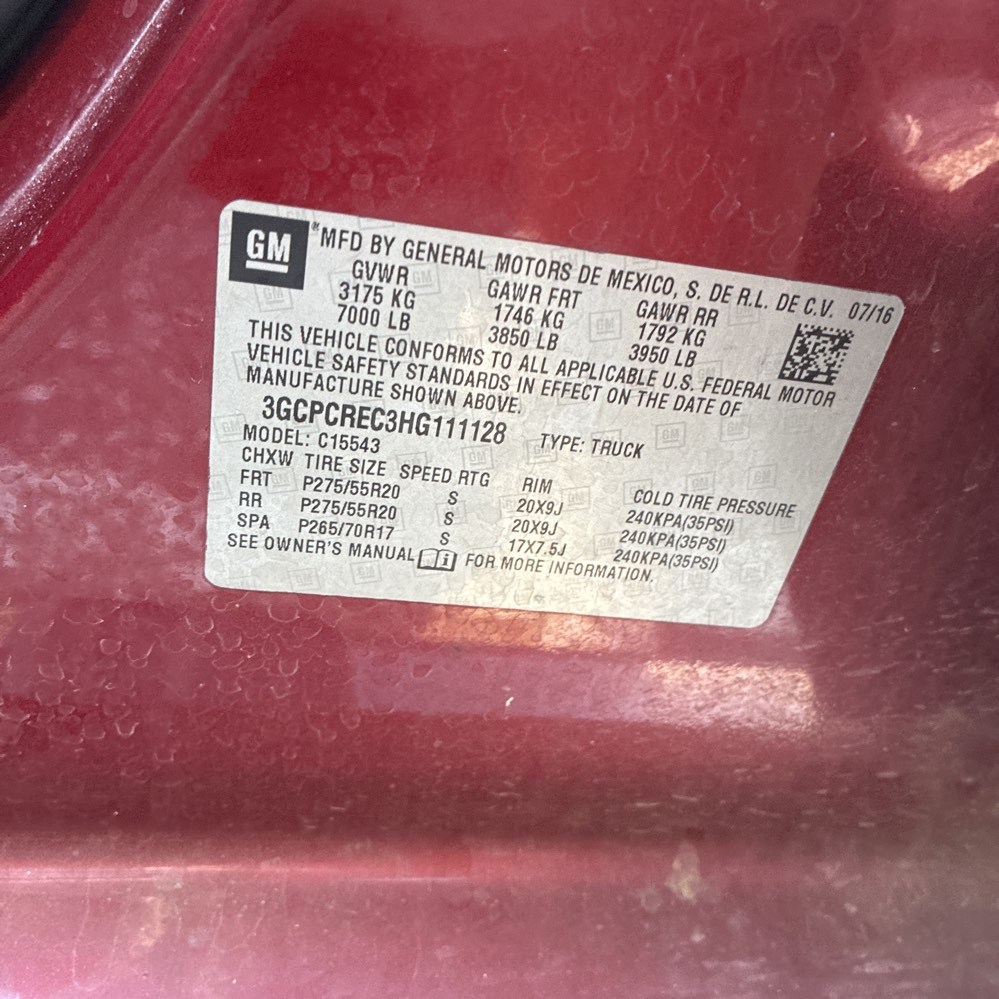 GM ® MFD BY GENERAL MOTORS DE MEXICO, S. DE R.L. DE C.V. 07/16
GVWR GAWR FRT GAWR RR
3175 KG 1746 KG 1792 KG
7000 LB 3850 LB 3950 LB
THIS VEHICLE CONFORMS TO ALL APPLICABLE U.S. FEDERAL MOTOR
VEHICLE SAFETY STANDARDS IN EFFECT ON THE DATE OF
MANUFACTURE SHOWN ABOVE.
3GCPCREC3HG111128 TYPE: TRUCK
MODEL: C15543
CHXW TIRE SIZE SPEED RTG RIM COLD TIRE PRESSURE
FRT P275/55R20 S 20X9J 240KPA(35PSI)
RR P275/55R20 S 20X9J 240KPA(35PSI)
SPA P265/70R17 S 17X7.5J 240KPA(35PSI)
SEE OWNER'S MANUAL i FOR MORE INFORMATION.